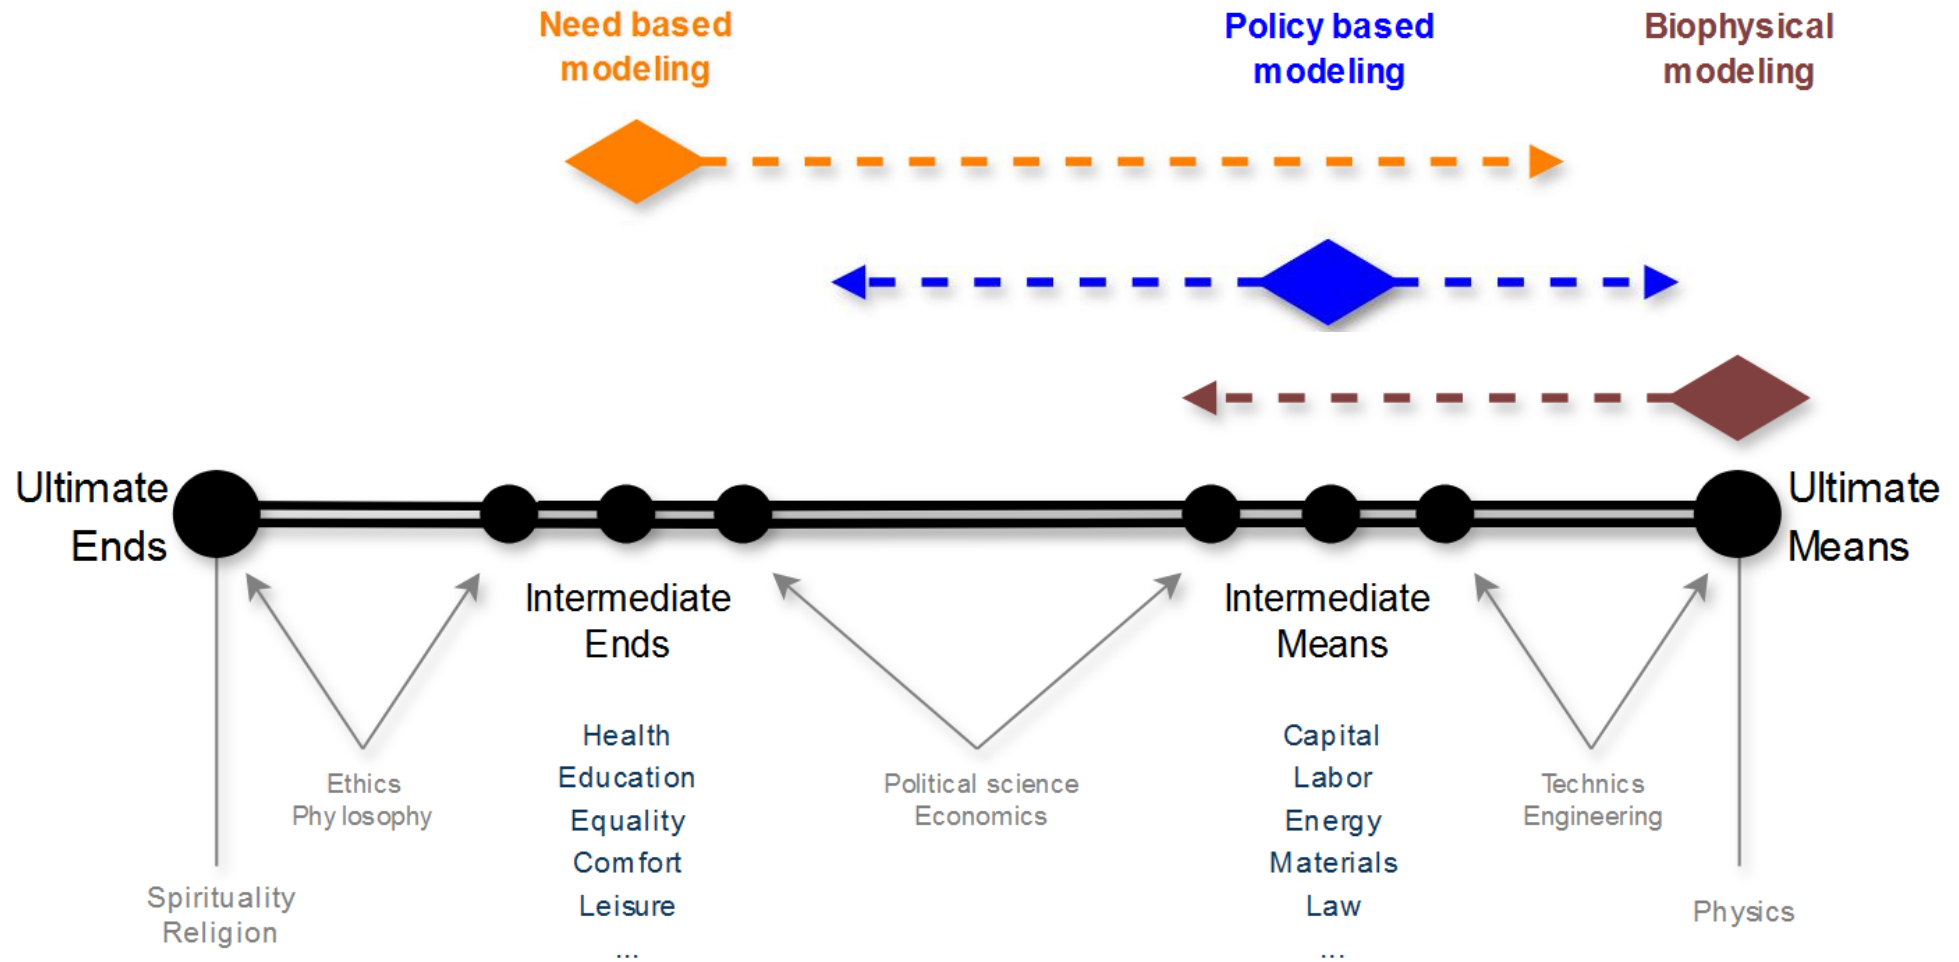 Need based
modeling
Policy based
modeling
Biophysical
modeling
Ultimate
Ends
Ultimate
Means
Intermediate
Ends
Intermediate
Means
Health
Education
Equality
Comfort
Leisure
...
Capital
Labor
Energy
Materials
Law
...
Ethics
Phylosophy
Political science
Economics
Technics
Engineering
Spirituality
Religion
Physics